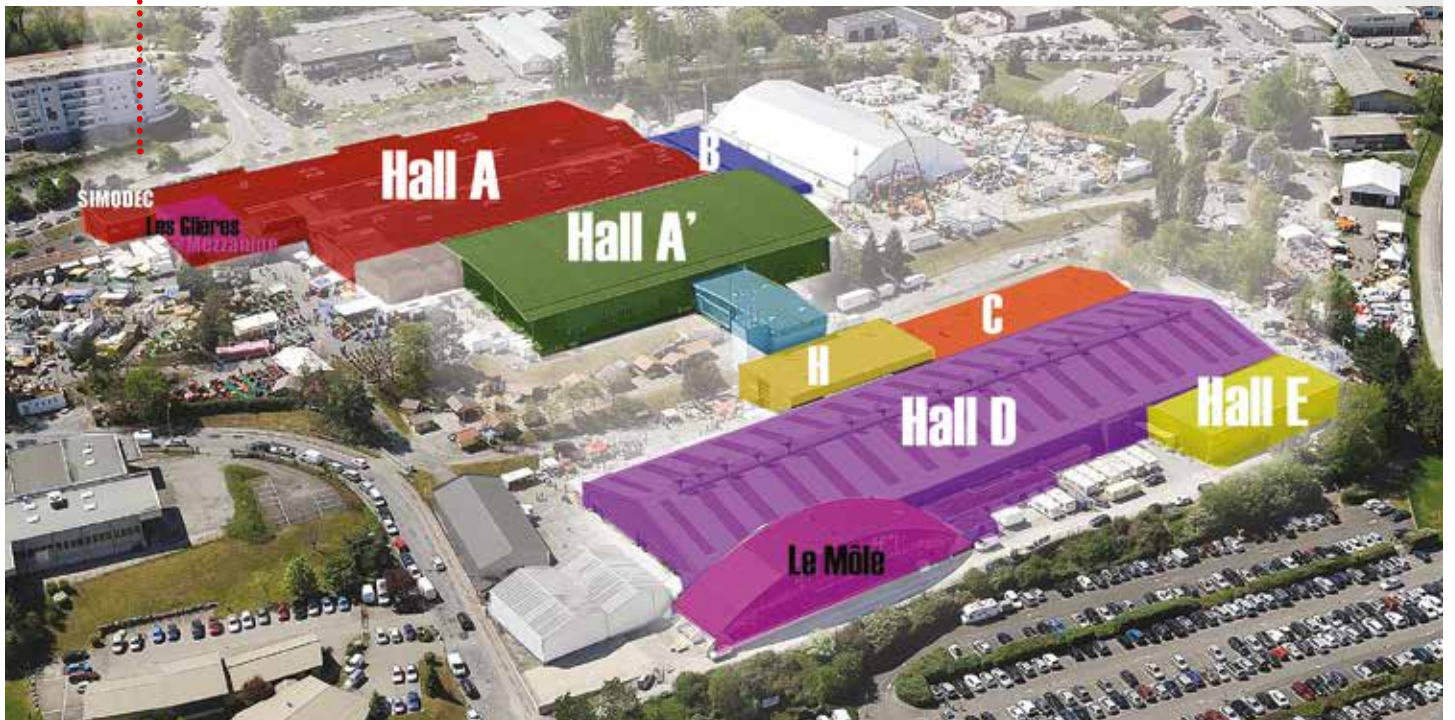 Hall A
B
SIMODEC
Les Glières
Mezzanine
Hall A'
C
H
Hall D
Hall E
Le Môle